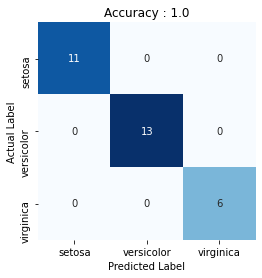 Accuracy : 1.0
Actual Label
setosa
11 0 0
versicolor
0 13 0
virginica
0 0 6
setosa versicolor virginica
Predicted Label